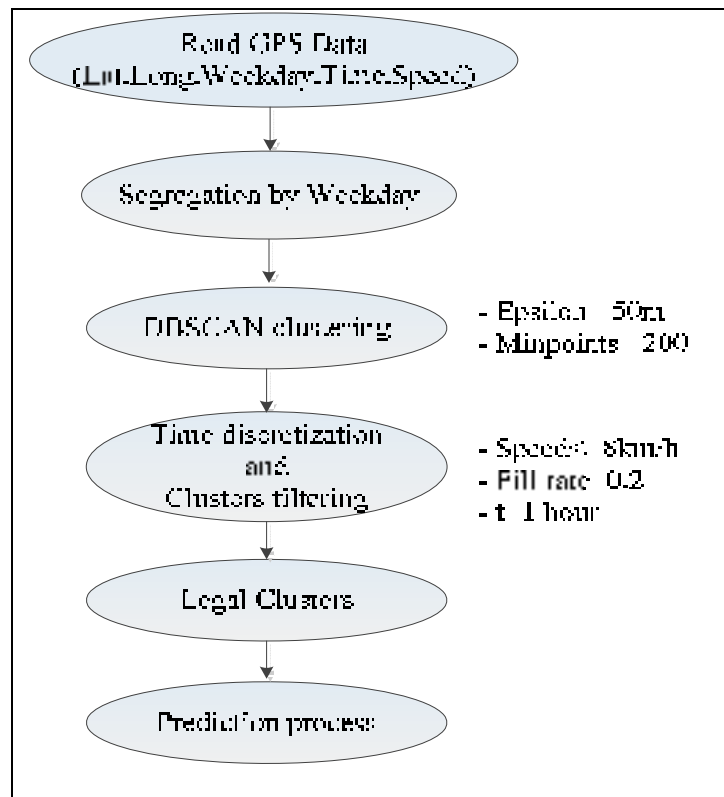 Read GPS Data
(Lat.Long.Weekday.Time.Speed)
Segregation by Weekday
DBSCAN clustering
- Epsilon 50m
- Minpoints 200
Time discretization
and
Clusters filtering
- Speed<= 8km/h
- Fill rate 0.2
- t 1 hour
Legal Clusters
Prediction process